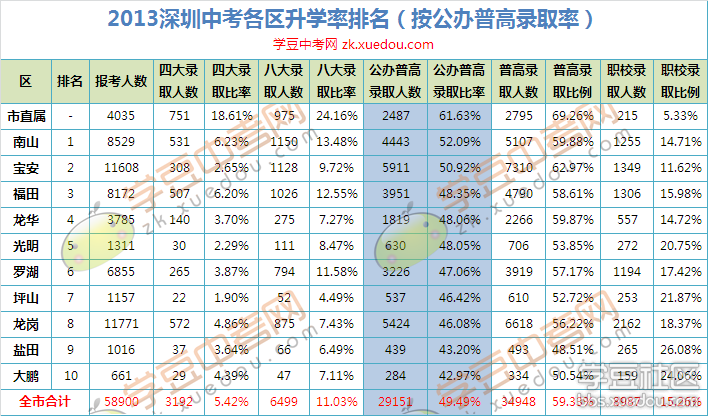 2013深圳中考各区升学率排名（按公办普高录取率）
学豆中考网 zk.xuedou.com
区 排名 报考人数 四大录取人数 四大录取比率 八大录取人数 八大录取比率 公办普高录取人数 公办普高录取比率 普高录取人数 普高录取比例 职校录取人数 职校录取比例
市直属 - 4035 751 18.61% 975 24.16% 2487 61.63% 2795 69.26% 215 5.33%
南山 1 8529 531 6.23% 1150 13.48% 4443 52.09% 5107 59.88% 1255 14.71%
宝安 2 11608 308 2.65% 1128 9.72% 5911 50.92% 7310 62.97% 1349 11.62%
福田 3 8172 507 6.20% 1026 12.55% 3951 48.35% 4790 58.61% 1306 15.98%
龙华 4 3785 140 3.70% 275 7.27% 1819 48.06% 2266 59.87% 557 14.72%
光明 5 1311 30 2.29% 111 8.47% 630 48.05% 706 53.85% 272 20.75%
罗湖 6 6855 265 3.87% 794 11.58% 3226 47.06% 3919 57.17% 1194 17.42%
坪山 7 1157 22 1.90% 52 4.49% 537 46.42% 610 52.72% 253 21.87%
龙岗 8 11771 572 4.86% 875 7.43% 5424 46.08% 6618 56.22% 2162 18.37%
盐田 9 1016 37 3.64% 66 6.49% 439 43.20% 493 48.51% 265 26.08%
大鹏 10 661 29 4.39% 47 7.11% 284 42.97% 334 50.54% 159 24.06%
全市合计 58900 3192 5.42% 6499 11.03% 29151 49.49% 34948 59.33% 8987 15.26%
学豆中考网
zk.xuedou.com
学豆社区
bbs.xuedou.com